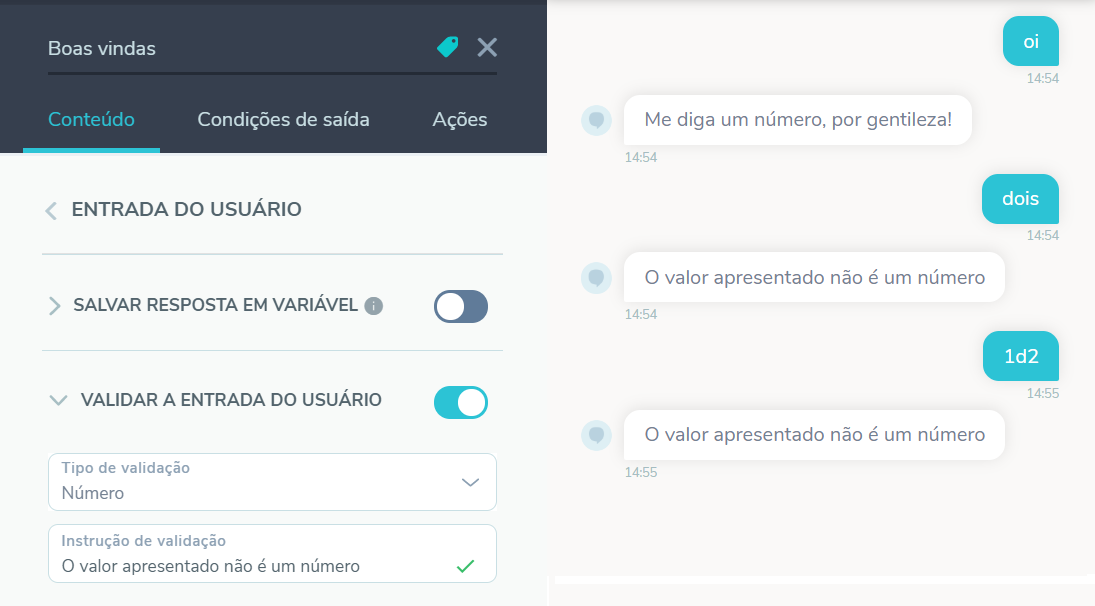 Boas vindas
Conteúdo
Condições de saída
Ações
ENTRADA DO USUÁRIO
SALVAR RESPOSTA EM VARIÁVEL i
VALIDAR A ENTRADA DO USUÁRIO
Tipo de validação
Número
Instrução de validação
O valor apresentado não é um número
oi
14:54
Me diga um número, por gentileza!
14:54
dois
14:54
O valor apresentado não é um número
14:54
1d2
14:55
O valor apresentado não é um número
14:55